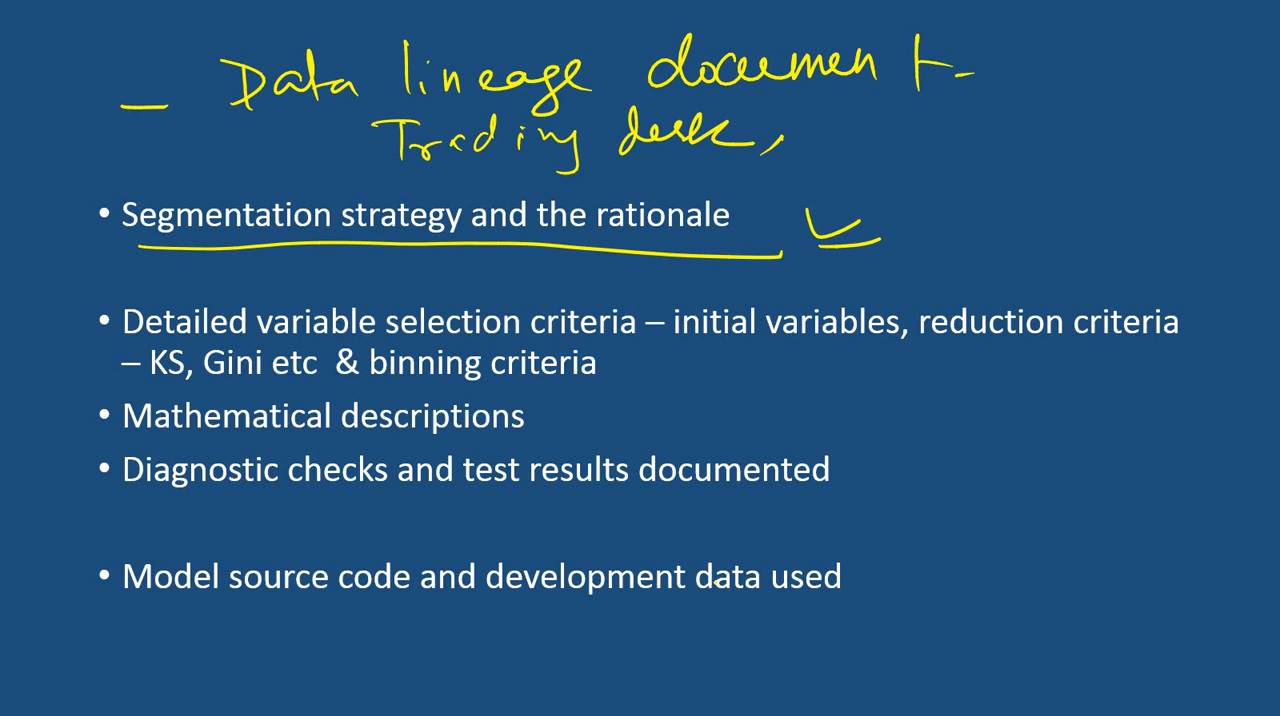 – Data lineage document-
Trading desk,
• Segmentation strategy and the rationale
• Detailed variable selection criteria – initial variables, reduction criteria
– KS, Gini etc & binning criteria
• Mathematical descriptions
• Diagnostic checks and test results documented
• Model source code and development data used